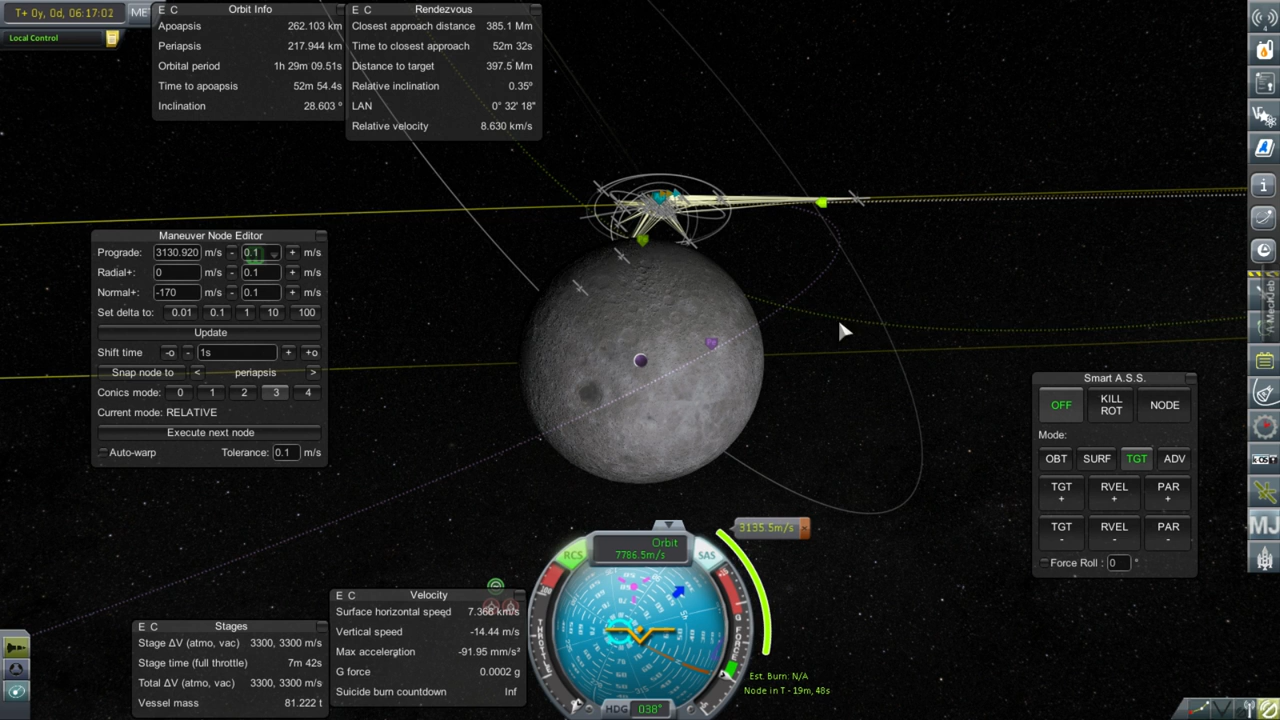 T+ 0y, 0d, 06:17:02 MET
Local Control
E C Orbit Info
Apoapsis 262.103 km
Periapsis 217.944 km
Orbital period 1h 29m 09.51s
Time to apoapsis 52m 54.4s
Inclination 28.603 °
E C Rendezvous
Closest approach distance 385.1 Mm
Time to closest approach 52m 32s
Distance to target 397.5 Mm
Relative inclination 0.35°
LAN 0° 32' 18"
Relative velocity 8.630 km/s
Maneuver Node Editor
Prograde: 3130.920 m/s - 0.1 + m/s
Radial+: 0 m/s - 0.1 + m/s
Normal+: -170 m/s - 0.1 + m/s
Set delta to: 0.01 0.1 1 10 100
Update
Shift time -o - 1s + +o
Snap node to < periapsis >
Conics mode: 0 1 2 3 4
Current mode: RELATIVE
Execute next node
Auto-warp Tolerance: 0.1 m/s
A MechJeb
k-OS
MJ
Smart A.S.S.
OFF KILL ROT NODE
Mode:
OBT SURF TGT ADV
TGT + RVEL + PAR +
TGT - RVEL - PAR -
Force Roll : 0 °
E C Stages
Stage ΔV (atmo, vac) 3300, 3300 m/s
Stage time (full throttle) 7m 42s
Total ΔV (atmo, vac) 3300, 3300 m/s
Vessel mass 81.222 t
E C Velocity
Surface horizontal speed 7.366 km/s
Vertical speed -14.44 m/s
Max acceleration -91.95 mm/s²
G force 0.0002 g
Suicide burn countdown Inf
3135.5m/s
Orbit
7786.5m/s
RCS SAS
THROTTLE
G FORCE
HDG 038°
Est. Burn: N/A
Node in T - 19m, 48s